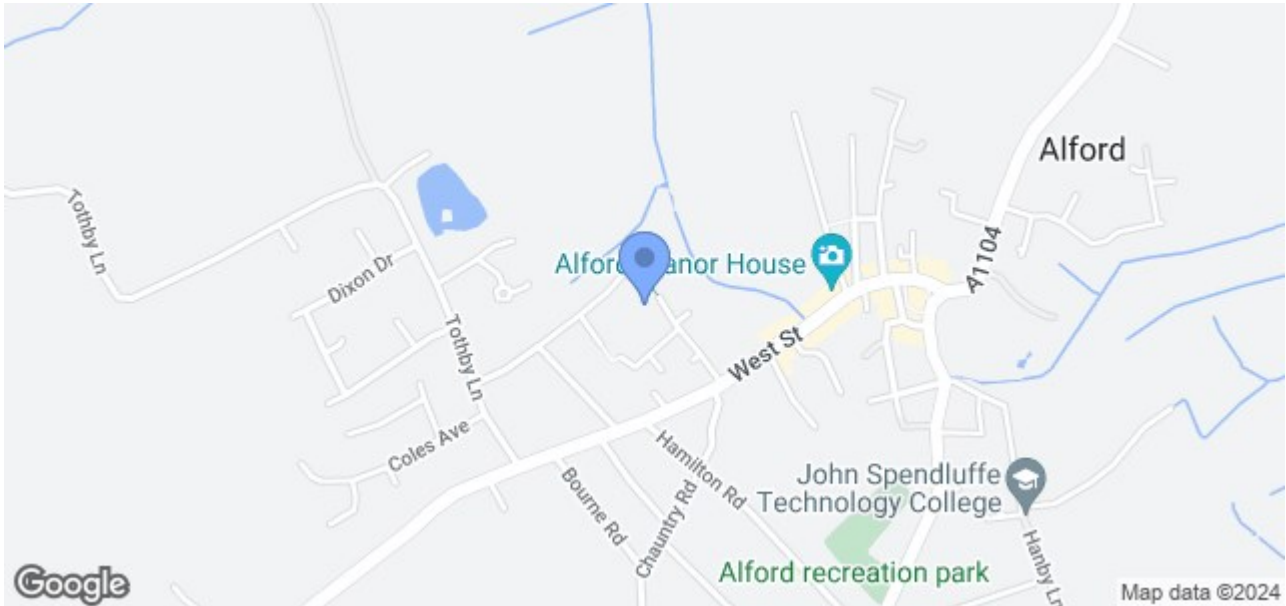 Alford
Tothby Ln
Alford Manor House
Dixon Dr
A1104
Tothby Ln
West St
Coles Ave
Hamilton Rd
John Spendluffe
Technology College
Bourne Rd
Chauntry Rd
Hanby Ln
Alford recreation park
Google
Map data ©2024